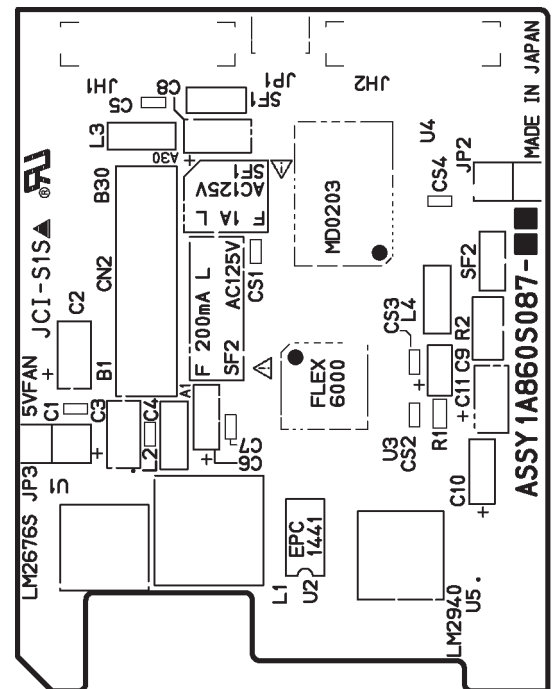 JH1
JP1
JH2
C5
C8
SF1
L3
A30
U4
MADE IN JAPAN
JP2
CS4
B30
CN2
B1
F 1A L
AC125V
SF1
MD0203
JCI-S1S
®
C2
F 200mA L
SF2 AC125V
CS1
SF2
CS3
L4
R2
5VFAN
C1
C3
C4
A1
FLEX
6000
C9
C11
R1
U3
CS2
ASSY1A860S087-
LM2676S
JP3
U1
L2
C7
C6
C10
EPC
1441
L1
U2
LM2940
U5